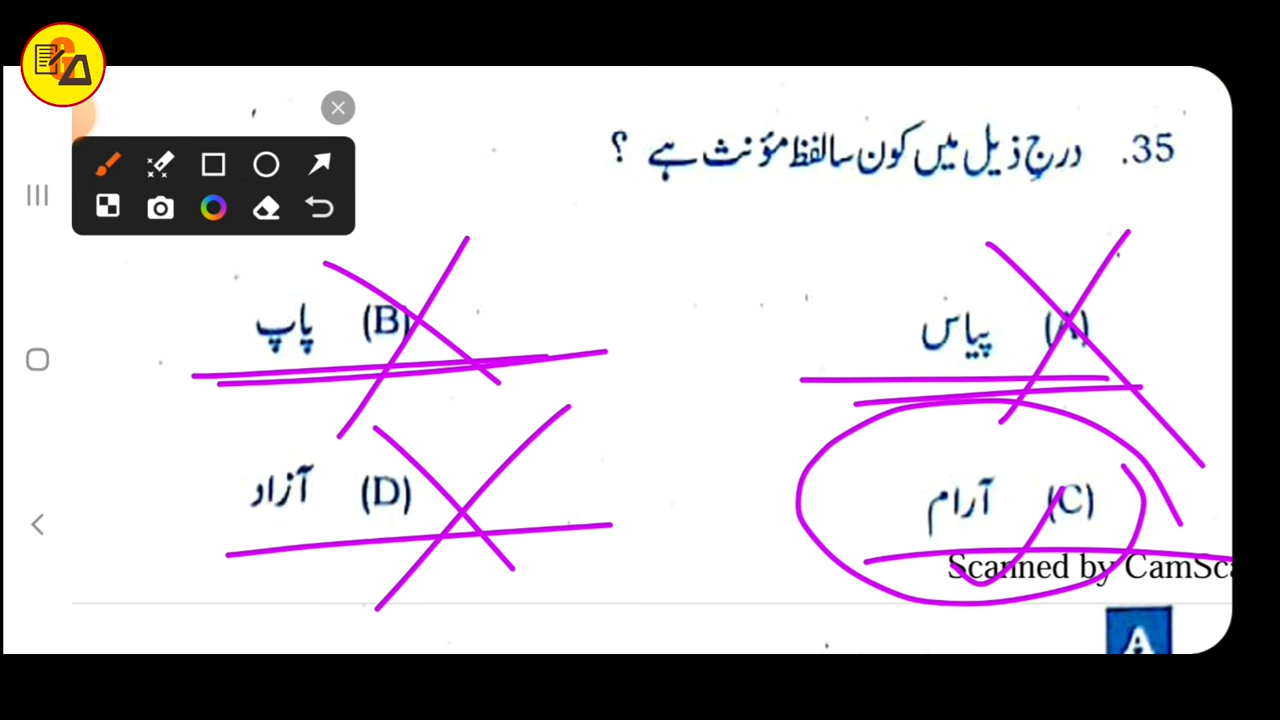 35. درجِ ذیل میں کون سا لفظ مؤنث ہے ؟
(A) پیاس (B) پاپ
(C) آرام (D) آزاد
Scanned by CamSca
A